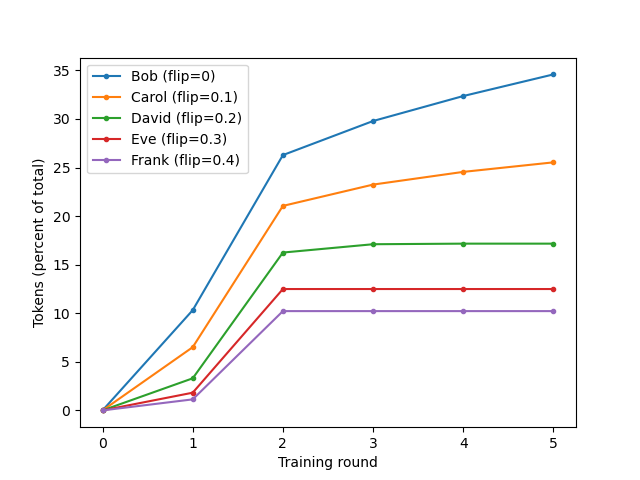 35
30
25
20
15
10
5
0
Tokens (percent of total)
Bob (flip=0)
Carol (flip=0.1)
David (flip=0.2)
Eve (flip=0.3)
Frank (flip=0.4)
0 1 2 3 4 5
Training round